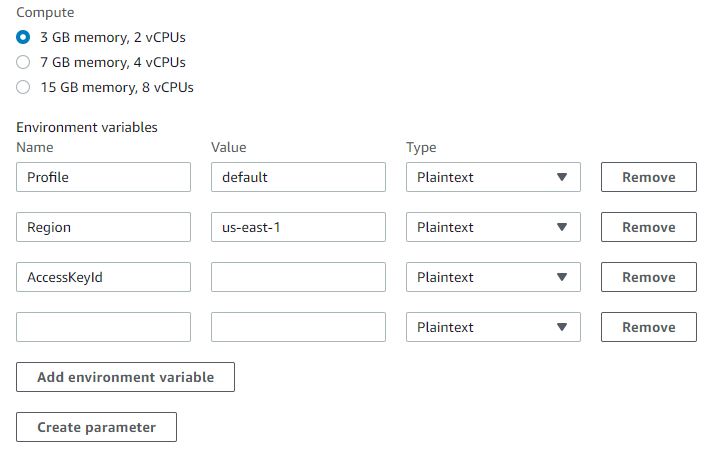 Compute
3 GB memory, 2 vCPUs
7 GB memory, 4 vCPUs
15 GB memory, 8 vCPUs
Environment variables
Name Value Type
Profile default Plaintext Remove
Region us-east-1 Plaintext Remove
AccessKeyId Plaintext Remove
Plaintext Remove
Add environment variable
Create parameter